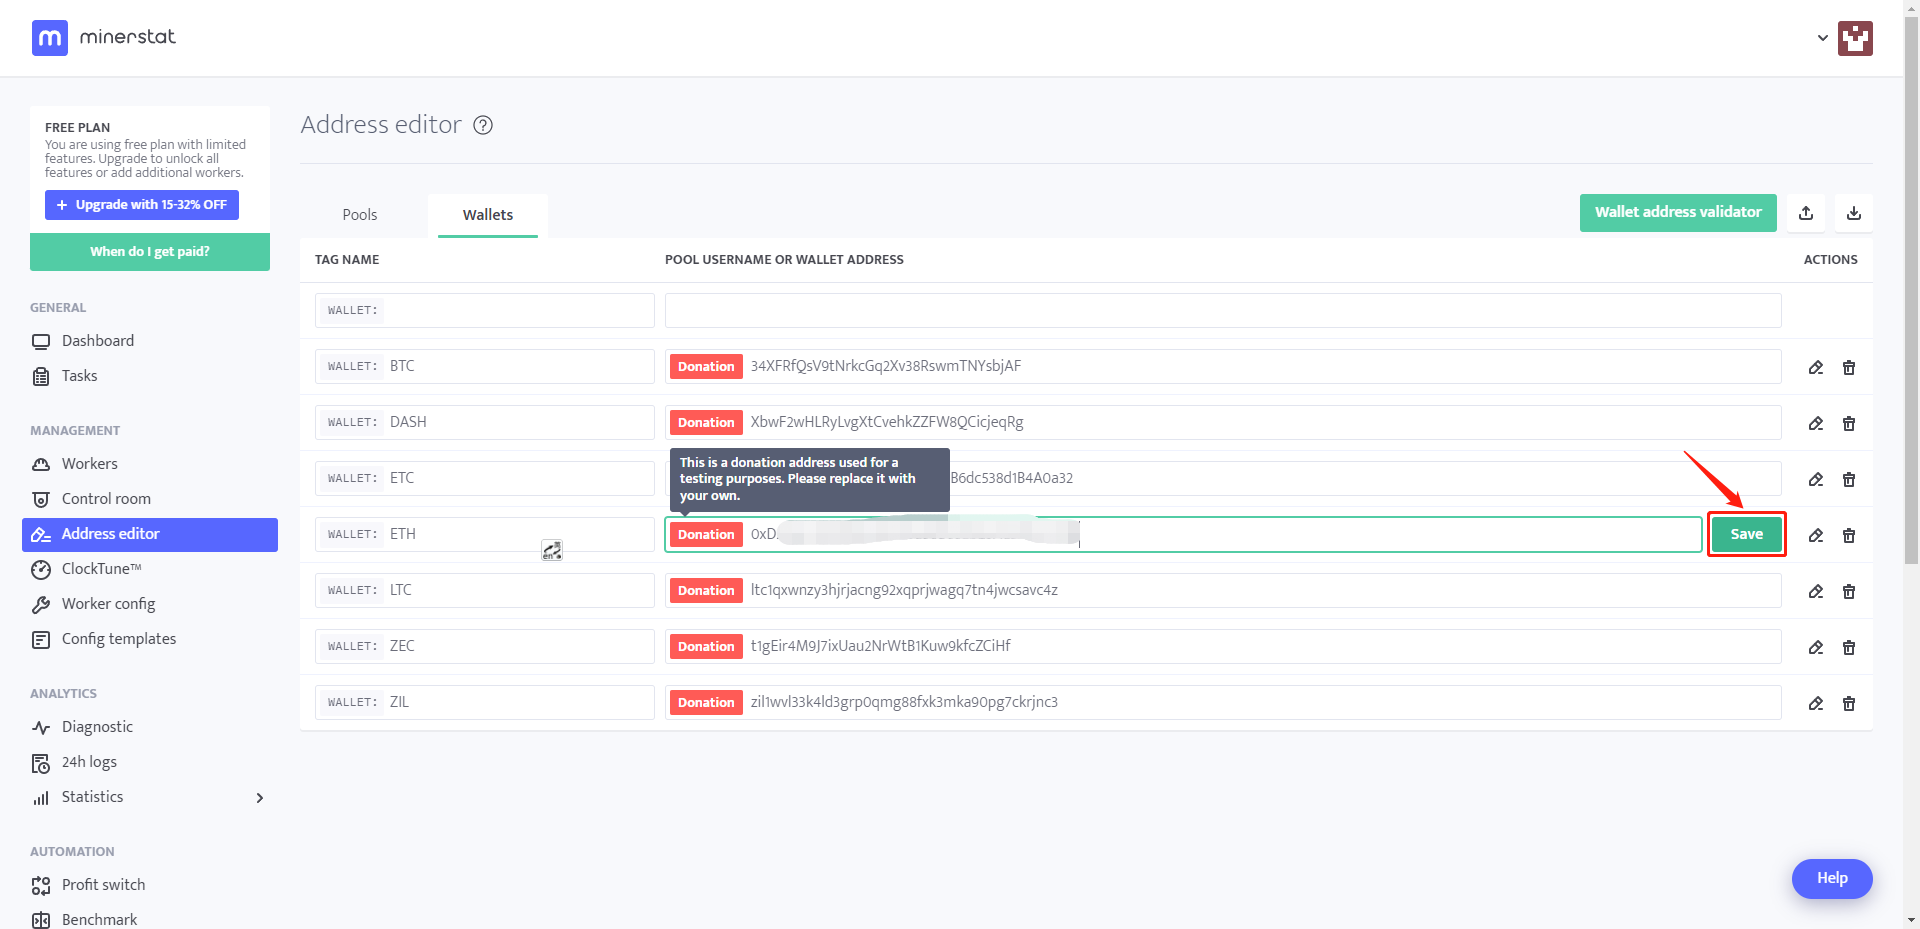 minerstat
FREE PLAN
You are using free plan with limited
features. Upgrade to unlock all
features or add additional workers.
+ Upgrade with 15-32% OFF
When do I get paid?
GENERAL
Dashboard
Tasks
MANAGEMENT
Workers
Control room
Address editor
ClockTune™
Worker config
Config templates
ANALYTICS
Diagnostic
24h logs
Statistics
AUTOMATION
Profit switch
Benchmark
Address editor ?
Pools
Wallets
Wallet address validator
TAG NAME
POOL USERNAME OR WALLET ADDRESS
ACTIONS
WALLET:
WALLET: BTC
Donation 34XFRfQsV9tNrkcGq2Xv38RswmTNYsbjAF
WALLET: DASH
Donation XbwF2wHLRyLvgXtCvehkZZFW8QCicjeqRg
This is a donation address used for a
testing purposes. Please replace it with
your own.
WALLET: ETC
B6dc538d1B4A0a32
WALLET: ETH
en
Donation 0xD
Save
WALLET: LTC
Donation ltc1qxwnzy3hjrjacng92xqprjwagq7tn4jwcsavc4z
WALLET: ZEC
Donation t1gEir4M9J7ixUau2NrWtB1Kuw9kfcZCiHf
WALLET: ZIL
Donation zil1wvl33k4ld3grp0qmg88fxk3mka90pg7ckrjnc3
Help